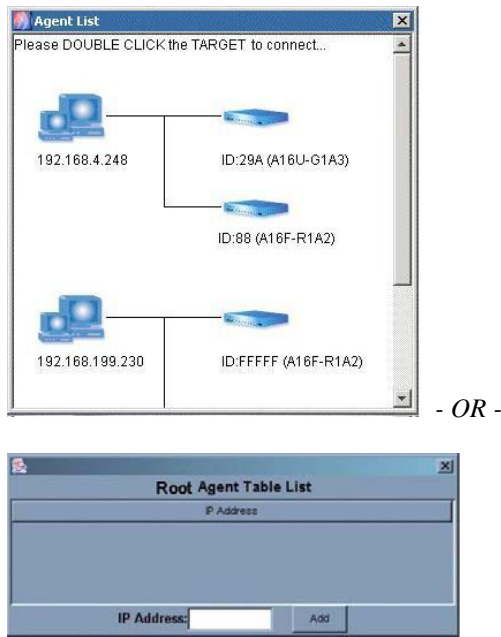 Agent List
Please DOUBLE CLICK the TARGET to connect...
192.168.4.248
ID:29A (A16U-G1A3)
ID:88 (A16F-R1A2)
192.168.199.230
ID:FFFFF (A16F-R1A2)
- OR -
Root Agent Table List
IP Address
IP Address:
Add